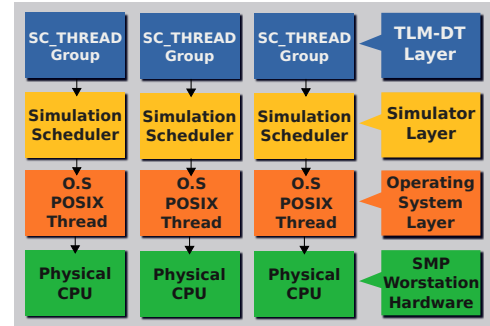 SC_THREAD
Group
SC_THREAD
Group
SC_THREAD
Group
TLM-DT
Layer
Simulation
Scheduler
Simulation
Scheduler
Simulation
Scheduler
Simulator
Layer
O.S
POSIX
Thread
O.S
POSIX
Thread
O.S
POSIX
Thread
Operating
System
Layer
Physical
CPU
Physical
CPU
Physical
CPU
SMP
Worstation
Hardware